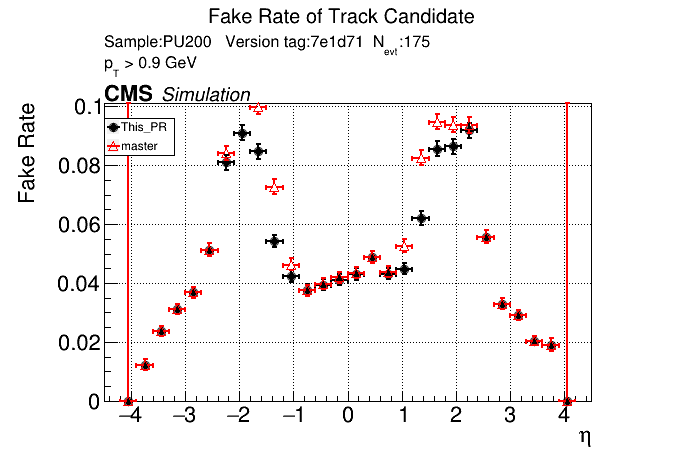 Fake Rate of Track Candidate
Sample:PU200 Version tag:7e1d71 N_evt:175
p_T > 0.9 GeV
CMS Simulation
Fake Rate
0.1
0.08
0.06
0.04
0.02
0
This_PR
master
−4 −3 −2 −1 0 1 2 3 4
η